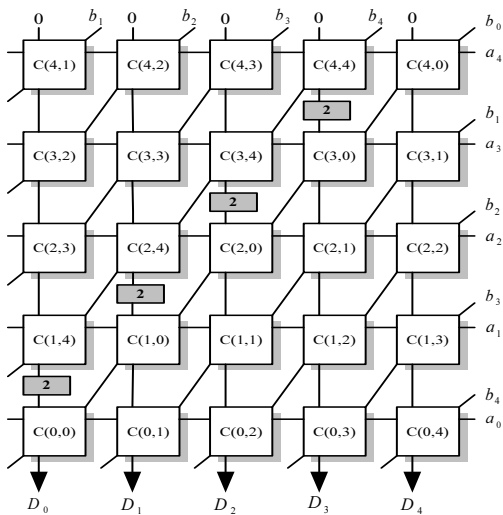 0 b₁ 0 b₂ 0 b₃ 0 b₄ 0 b₀
C(4,1) C(4,2) C(4,3) C(4,4) C(4,0) a₄
2 b₁
C(3,2) C(3,3) C(3,4) C(3,0) C(3,1) a₃
2 b₂
C(2,3) C(2,4) C(2,0) C(2,1) C(2,2) a₂
2 b₃
C(1,4) C(1,0) C(1,1) C(1,2) C(1,3) a₁
2 b₄
C(0,0) C(0,1) C(0,2) C(0,3) C(0,4) a₀
D₀ D₁ D₂ D₃ D₄